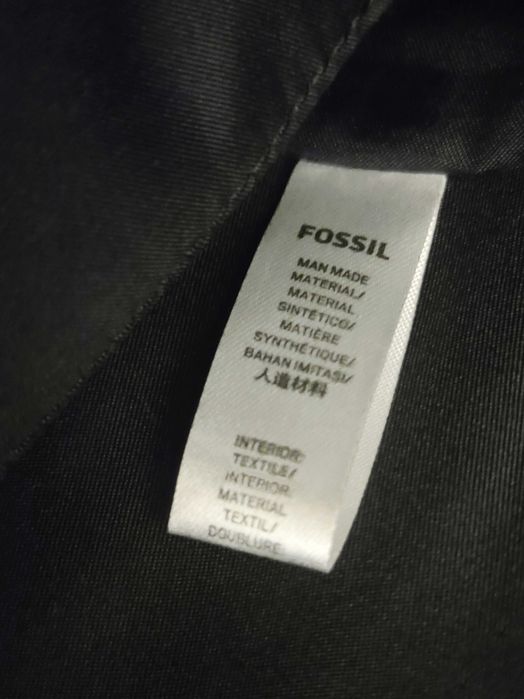 FOSSIL
MAN MADE
MATERIAL/
MATERIAL
SINTÉTICO/
MATIÈRE
SYNTHÉTIQUE/
BAHAN IMITASI/
人造材料
INTERIOR:
TEXTILE/
INTERIOR
MATERIAL
TEXTIL/
DOUBLURE